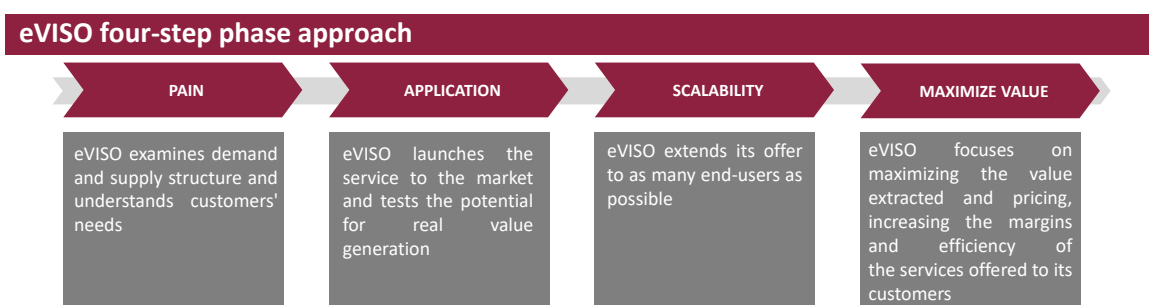 eVISO four-step phase approach
PAIN
APPLICATION
SCALABILITY
MAXIMIZE VALUE
eVISO examines demand
and supply structure and
understands customers'
needs
eVISO launches the
service to the market
and tests the potential
for real value
generation
eVISO extends its offer
to as many end-users as
possible
eVISO focuses on
maximizing the value
extracted and pricing,
increasing the margins
and efficiency of
the services offered to its
customers